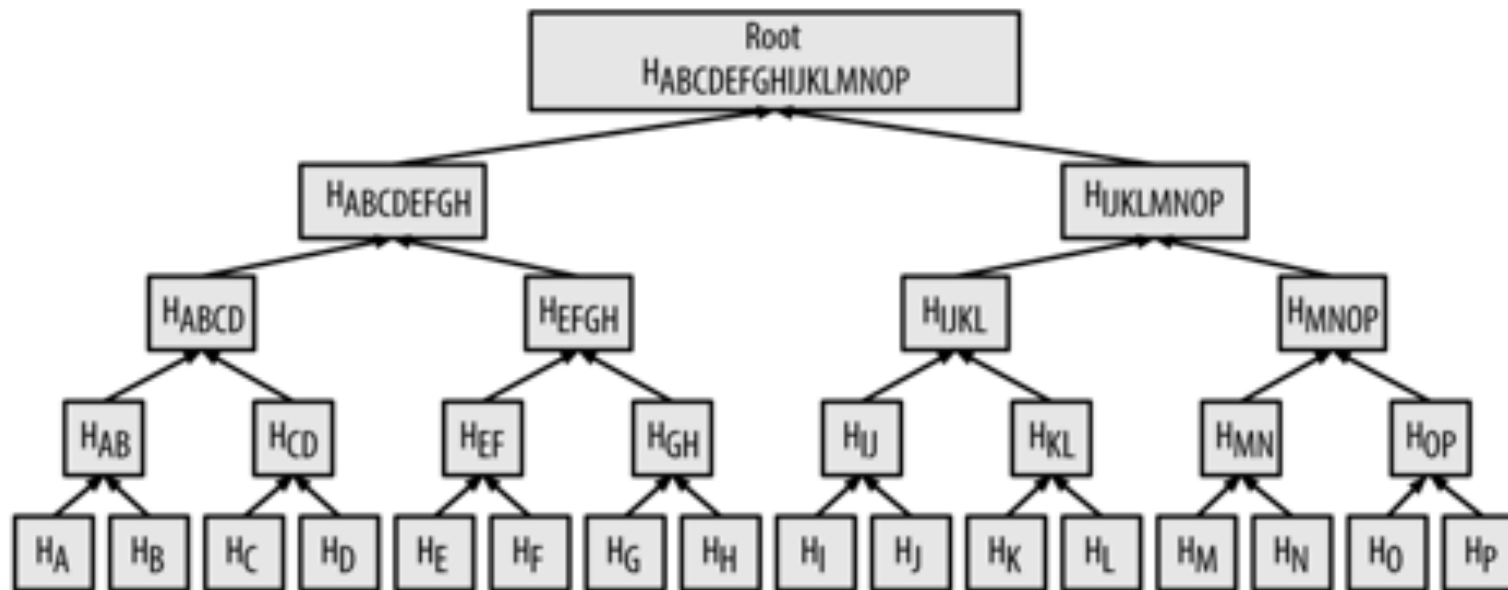 Root
HABCDEFGHIJKLMNOP
HABCDEFGH HIJKLMNOP
HABCD HEFGH HIJKL HMNOP
HAB HCD HEF HGH HIJ HKL HMN HOP
HA HB HC HD HE HF HG HH HI HJ HK HL HM HN HO HP